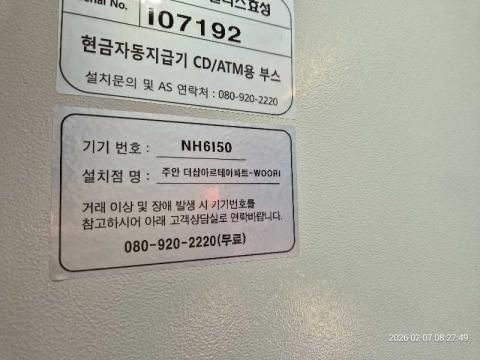 rial No. I07192
현금자동지급기 CD/ATM용 부스
설치문의 및 AS 연락처 : 080-920-2220
기기 번호 : NH6I50
설치점 명 : 주안 더샵아르테아파트-WOORI
거래 이상 및 장애 발생 시 기기번호를
참고하시어 아래 고객상담실로 연락바랍니다.
080-920-2220(무료)
2026-02-07 08:27:49